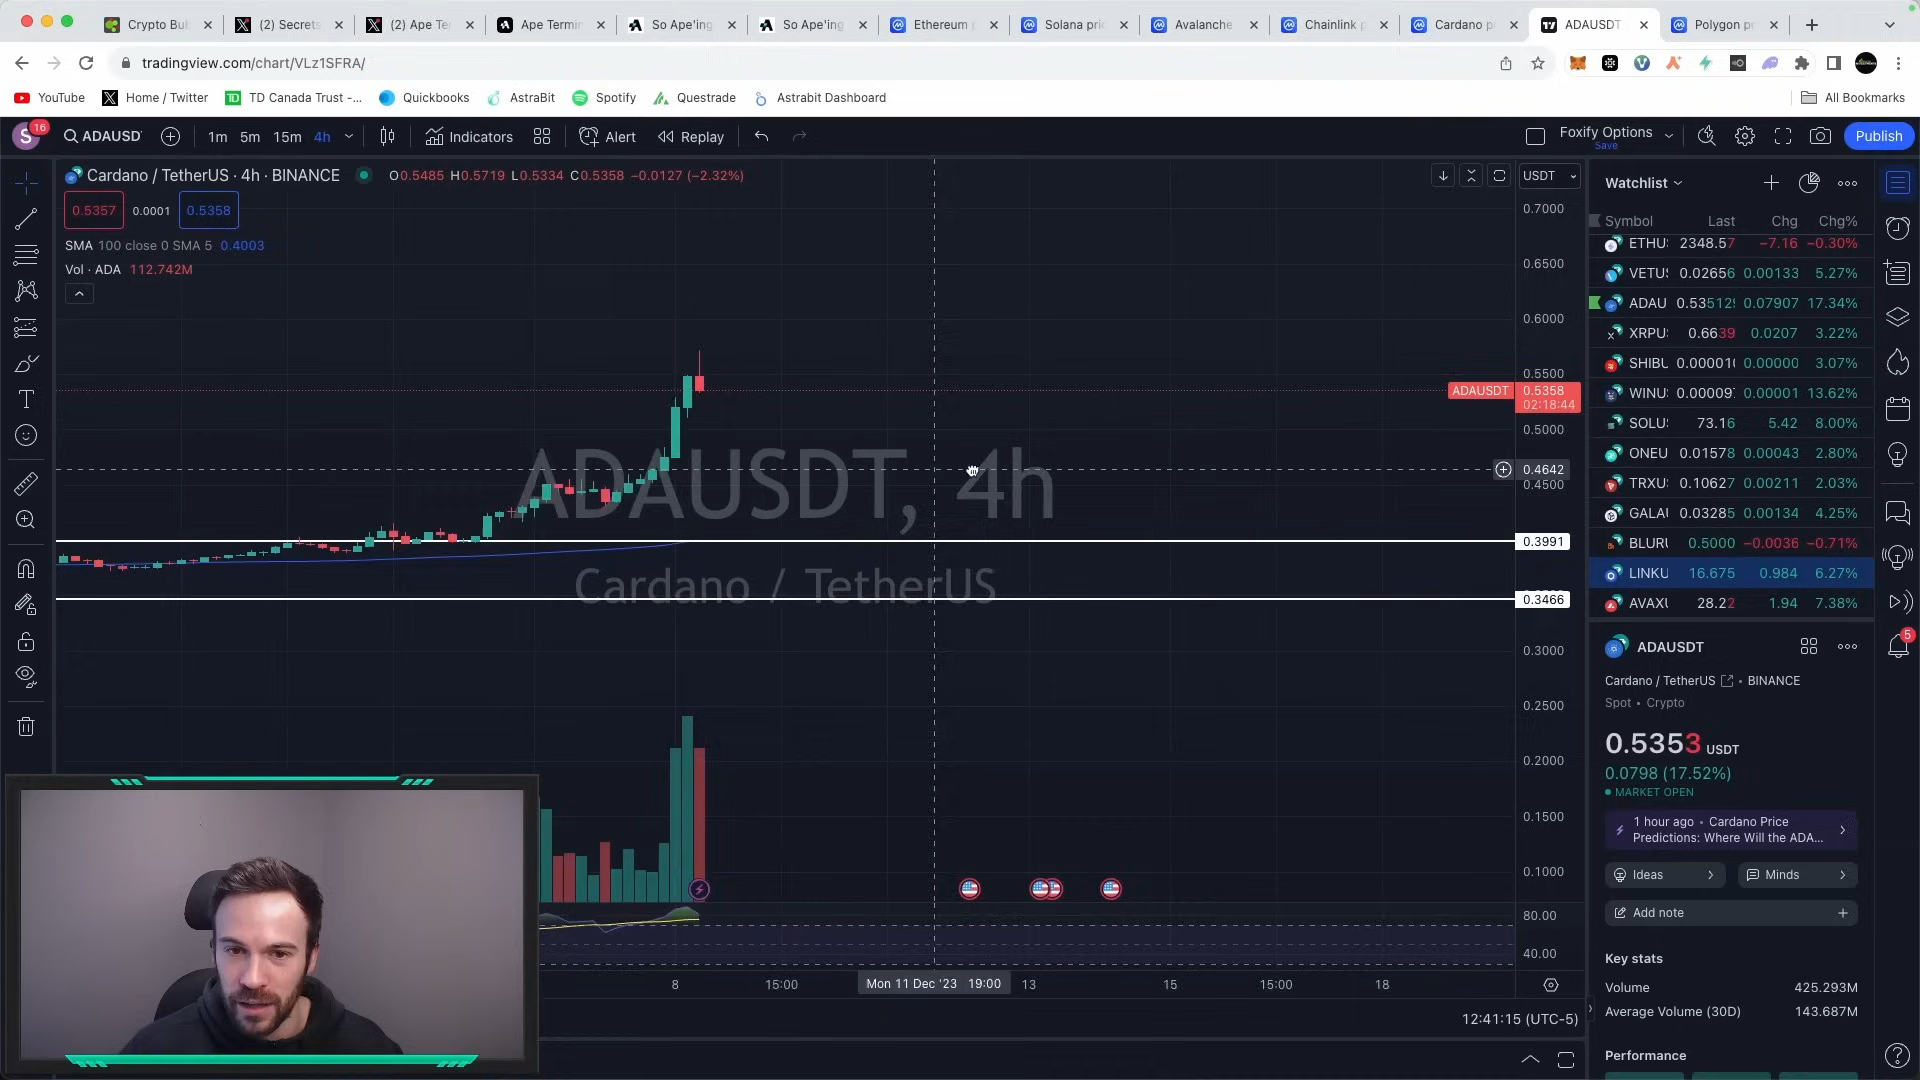 Crypto Bu
(2) Secrets
(2) Ape Te
Ape Termin
So Ape'ing
So Ape'ing
Ethereum
Solana pri
Avalanche
Chainlink p
Cardano p
ADAUSDT
Polygon p
tradingview.com/chart/VLz1SFRA/
YouTube
Home / Twitter
TD Canada Trust -...
Quickbooks
AstraBit
Spotify
Questrade
Astrabit Dashboard
All Bookmarks
S 16
ADAUSD
1m 5m 15m 4h
Indicators
Alert
Replay
Foxify Options
Save
Publish
Cardano / TetherUS · 4h · BINANCE
O0.5485 H0.5719 L0.5334 C0.5358 −0.0127 (−2.32%)
0.5357 0.0001 0.5358
SMA 100 close 0 SMA 5 0.4003
Vol · ADA 112.742M
USDT
0.7000
0.6500
0.6000
0.5500
ADAUSDT 0.5358
02:18:44
0.5000
0.4642
0.4500
0.3991
0.3466
0.3000
0.2500
0.2000
0.1500
0.1000
80.00
40.00
ADAUSDT, 4h
Cardano / TetherUS
8
15:00
Mon 11 Dec '23 19:00
13
15
15:00
18
12:41:15 (UTC-5)
Watchlist
Symbol Last Chg Chg%
ETHU 2348.57 −7.16 −0.30%
VETU 0.02656 0.00133 5.27%
ADAU 0.53512 0.07907 17.34%
XRPU 0.6639 0.0207 3.22%
SHIBU 0.00001 0.00000 3.07%
WINU 0.00009 0.00001 13.62%
SOLU 73.16 5.42 8.00%
ONEU 0.01578 0.00043 2.80%
TRXU 0.10627 0.00211 2.03%
GALAU 0.03285 0.00134 4.25%
BLURU 0.5000 −0.0036 −0.71%
LINKU 16.675 0.984 6.27%
AVAXU 28.22 1.94 7.38%
ADAUSDT
Cardano / TetherUS • BINANCE
Spot • Crypto
0.5353 USDT
0.0798 (17.52%)
MARKET OPEN
1 hour ago • Cardano Price
Predictions: Where Will the ADA...
Ideas
Minds
Add note
Key stats
Volume 425.293M
Average Volume (30D) 143.687M
Performance
5